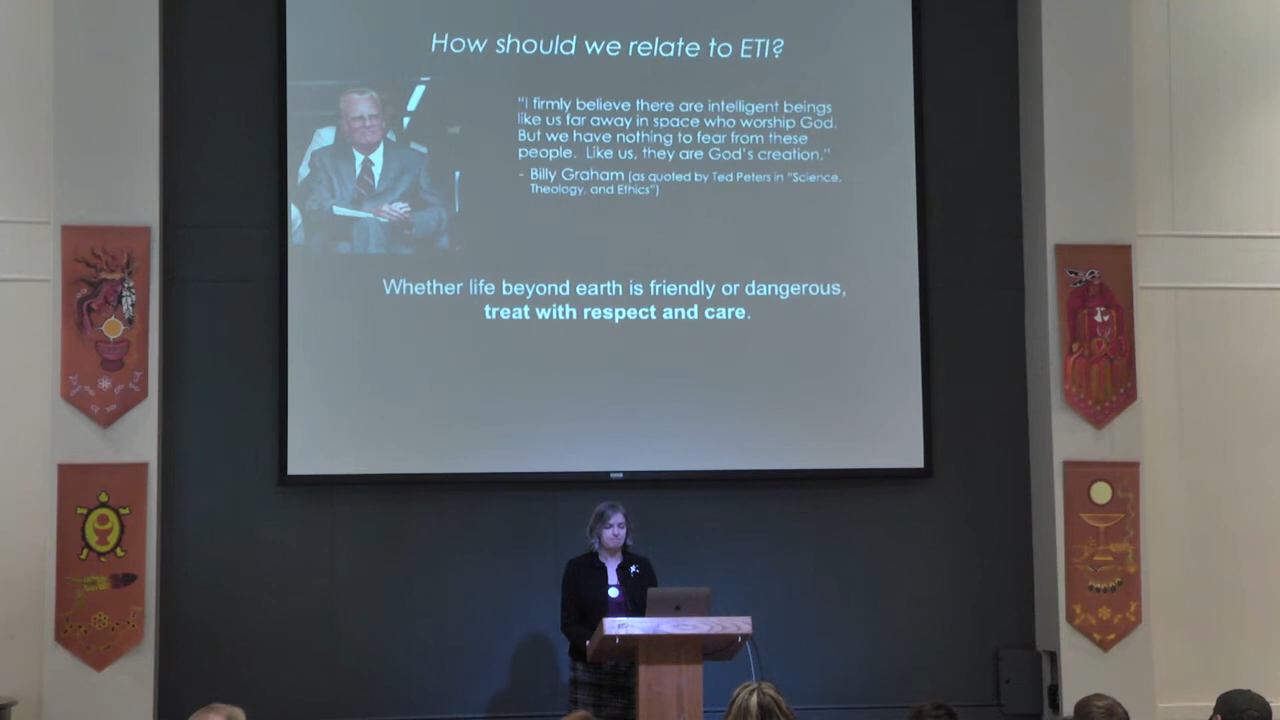 How should we relate to ETI?
"I firmly believe there are intelligent beings
like us far away in space who worship God.
But we have nothing to fear from these
people.  Like us, they are God's creation."
- Billy Graham (as quoted by Ted Peters in "Science,
Theology, and Ethics")
Whether life beyond earth is friendly or dangerous,
treat with respect and care.